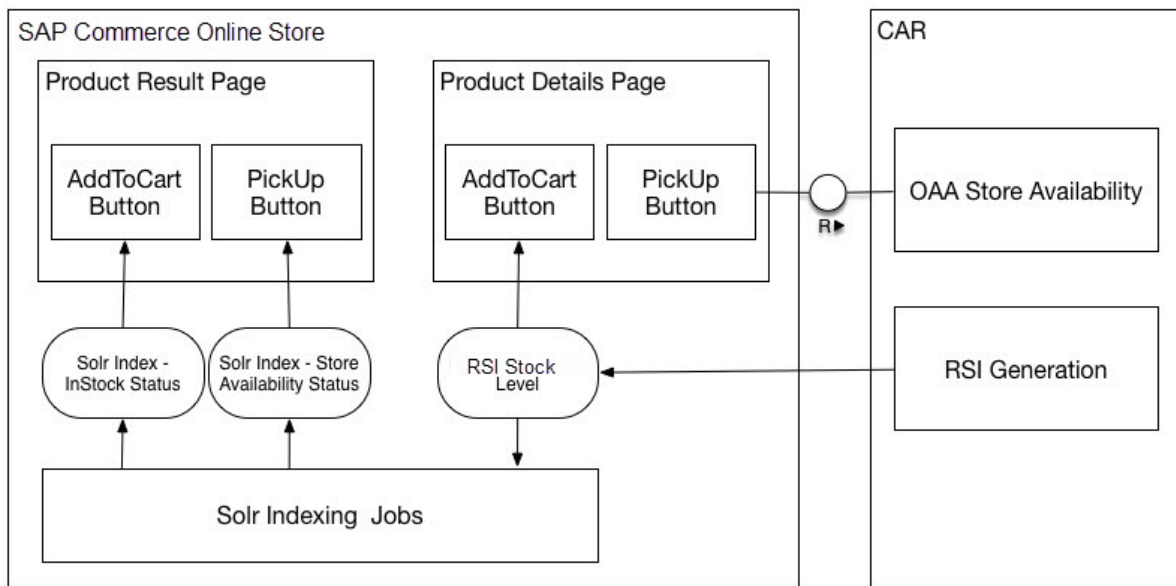 SAP Commerce Online Store
Product Result Page
AddToCart
Button
PickUp
Button
Product Details Page
AddToCart
Button
PickUp
Button
R
CAR
OAA Store Availability
Solr Index -
InStock Status
Solr Index - Store
Availability Status
RSI Stock
Level
RSI Generation
Solr Indexing Jobs